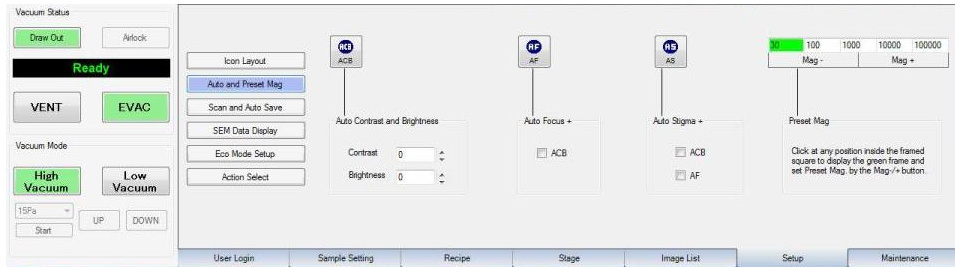 Vacuum Status
Draw Out
Airlock
Ready
VENT
EVAC
Vacuum Mode
High Vacuum
Low Vacuum
15Pa
Start
UP
DOWN
Icon Layout
Auto and Preset Mag
Scan and Auto Save
SEM Data Display
Eco Mode Setup
Action Select
ACB
ACB
Auto Contrast and Brightness
Contrast 0
Brightness 0
AF
AF
Auto Focus +
ACB
AS
AS
Auto Stigma +
ACB
AF
30 100 1000 10000 100000
Mag - Mag +
Preset Mag
Click at any position inside the framed
square to display the green frame and
set Preset Mag. by the Mag-/+ button.
User Login
Sample Setting
Recipe
Stage
Image List
Setup
Maintenance